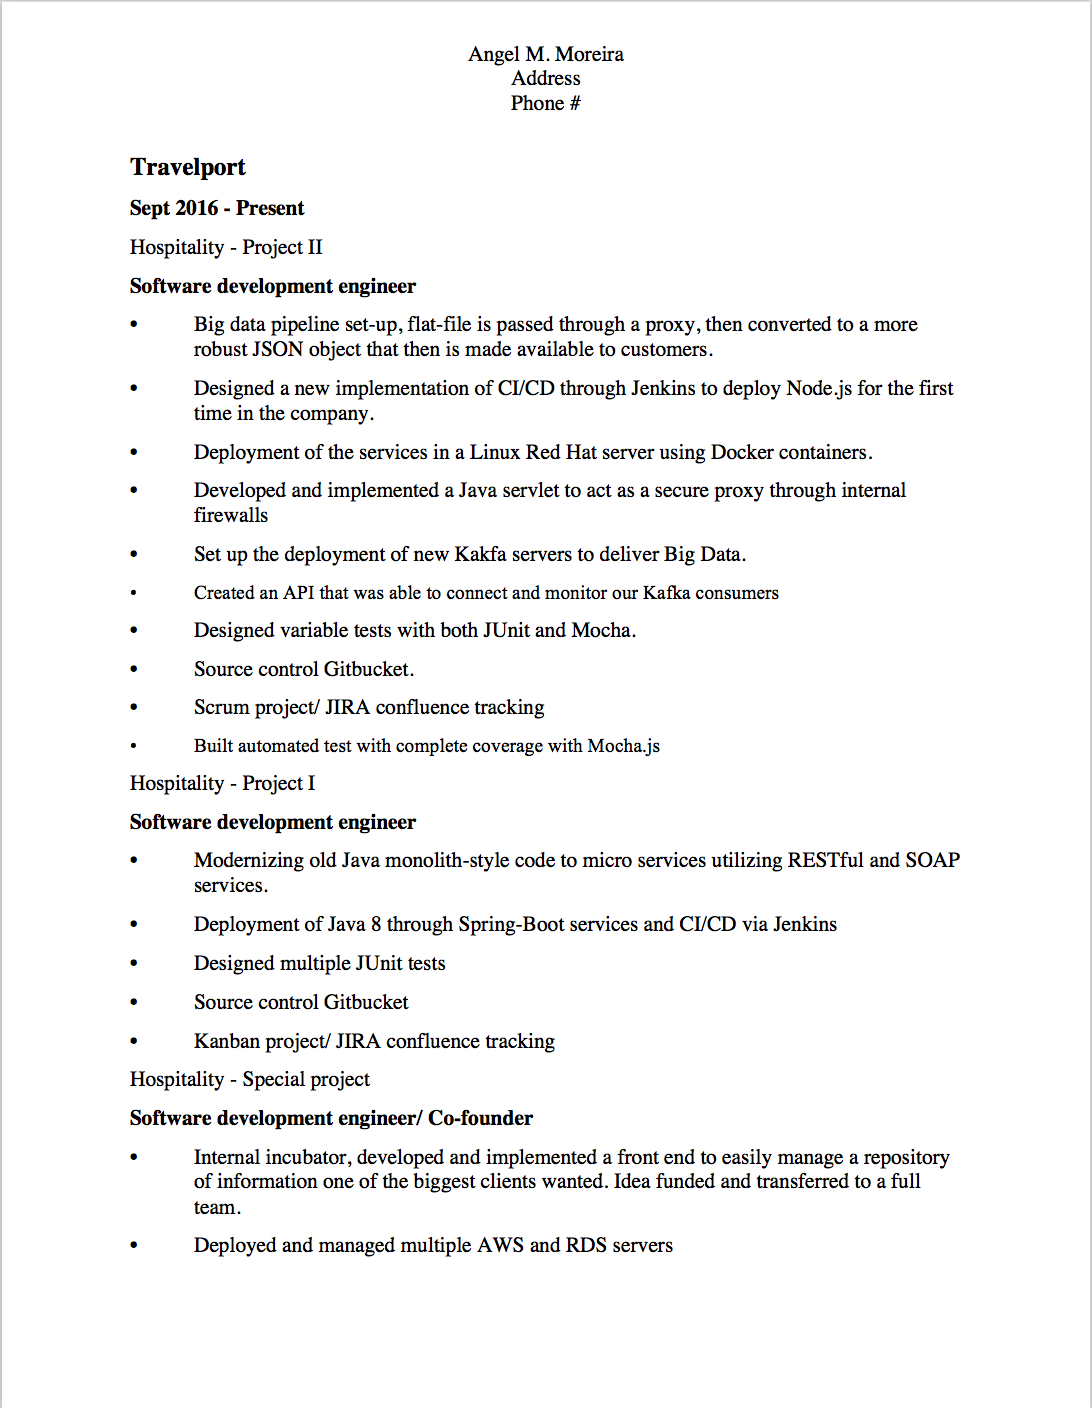 Angel M. Moreira
Address
Phone #
Travelport
Sept 2016 - Present
Hospitality - Project II
Software development engineer
• Big data pipeline set-up, flat-file is passed through a proxy, then converted to a more
robust JSON object that then is made available to customers.
• Designed a new implementation of CI/CD through Jenkins to deploy Node.js for the first
time in the company.
• Deployment of the services in a Linux Red Hat server using Docker containers.
• Developed and implemented a Java servlet to act as a secure proxy through internal
firewalls
• Set up the deployment of new Kakfa servers to deliver Big Data.
• Created an API that was able to connect and monitor our Kafka consumers
• Designed variable tests with both JUnit and Mocha.
• Source control Gitbucket.
• Scrum project/ JIRA confluence tracking
• Built automated test with complete coverage with Mocha.js
Hospitality - Project I
Software development engineer
• Modernizing old Java monolith-style code to micro services utilizing RESTful and SOAP
services.
• Deployment of Java 8 through Spring-Boot services and CI/CD via Jenkins
• Designed multiple JUnit tests
• Source control Gitbucket
• Kanban project/ JIRA confluence tracking
Hospitality - Special project
Software development engineer/ Co-founder
• Internal incubator, developed and implemented a front end to easily manage a repository
of information one of the biggest clients wanted. Idea funded and transferred to a full
team.
• Deployed and managed multiple AWS and RDS servers